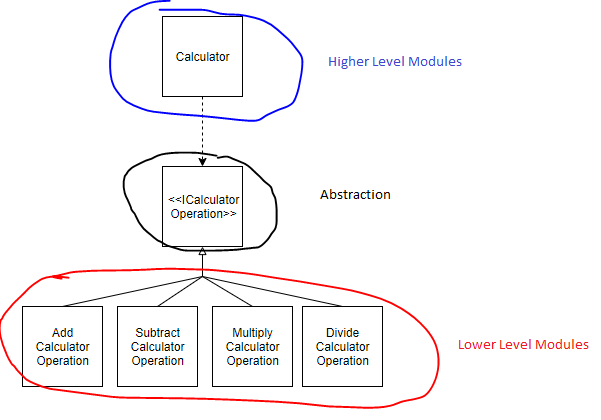 Calculator
Higher Level Modules
<<ICalculator
Operation>>
Abstraction
Add
Calculator
Operation
Subtract
Calculator
Operation
Multiply
Calculator
Operation
Divide
Calculator
Operation
Lower Level Modules